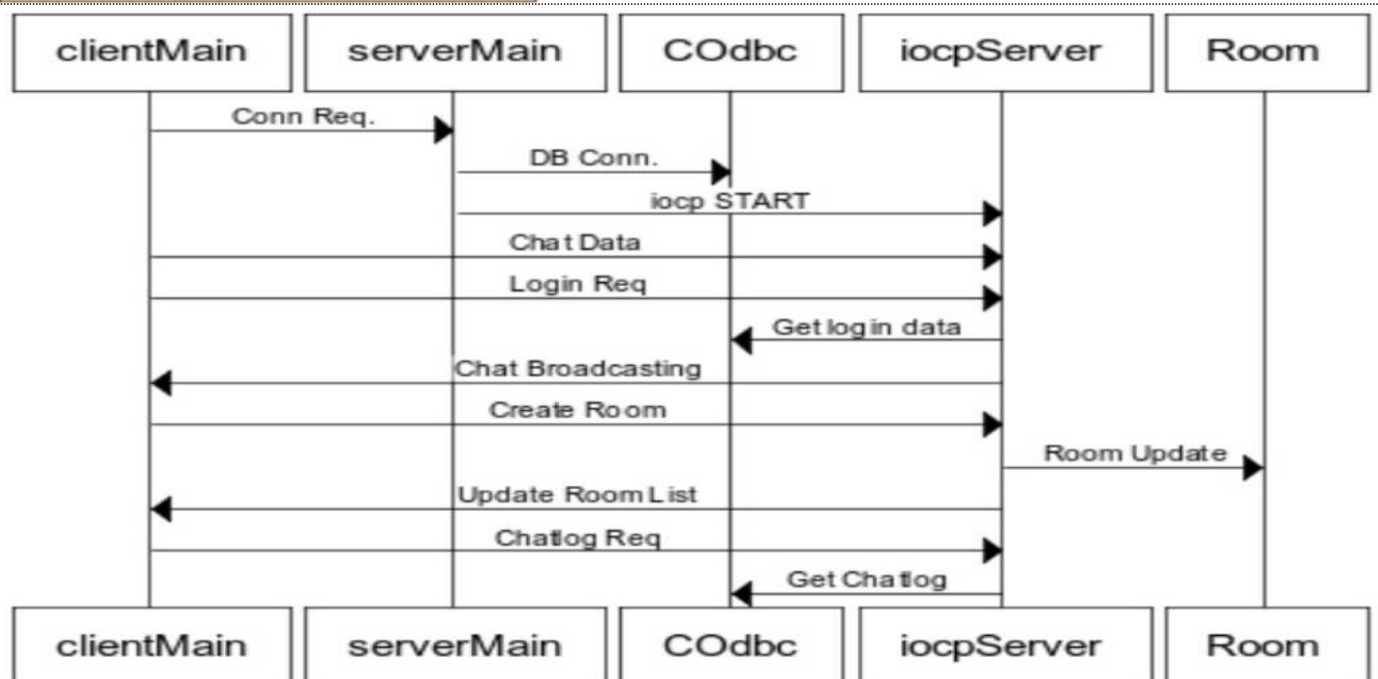 clientMain serverMain COdbc iocpServer Room
Conn Req.
DB Conn.
iocp START
Chat Data
Login Req
Get login data
Chat Broadcasting
Create Room
Room Update
Update Room List
Chatlog Req
Get Chatlog
clientMain serverMain COdbc iocpServer Room